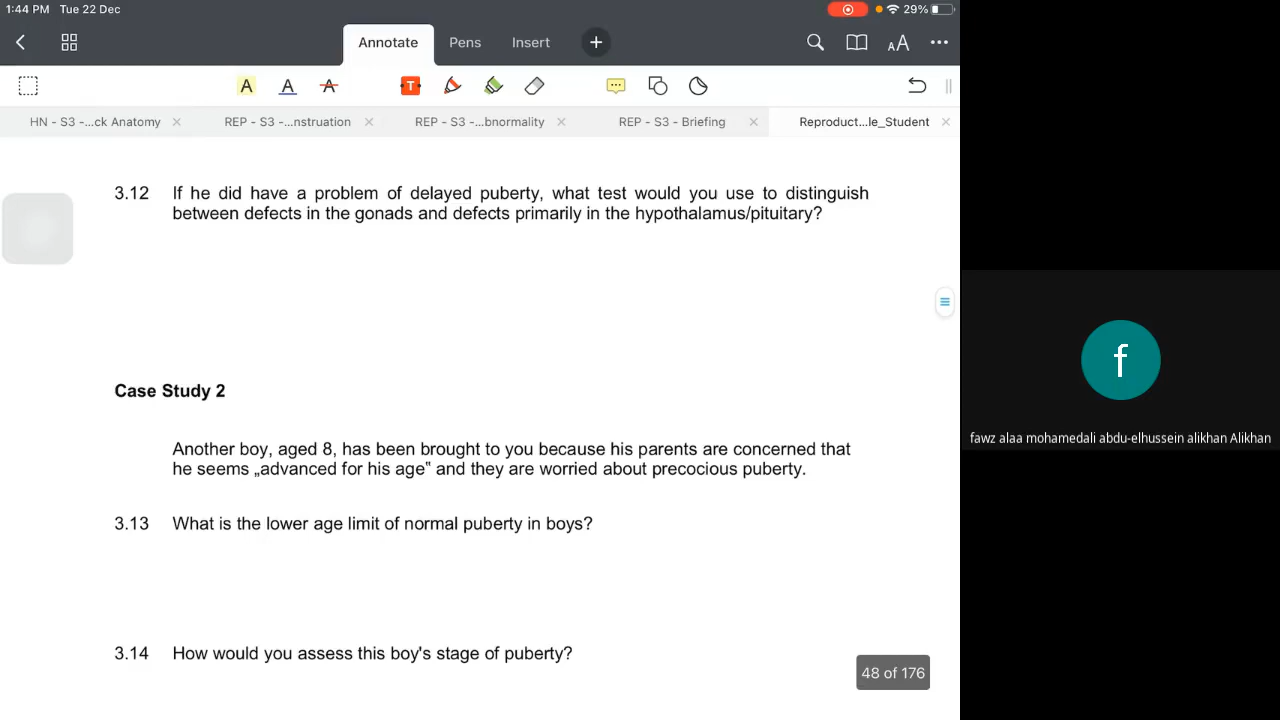 1:44 PM Tue 22 Dec
29%
Annotate Pens Insert
AA
A A A T
HN - S3 -...ck Anatomy
REP - S3 -...nstruation
REP - S3 -...bnormality
REP - S3 - Briefing
Reproduct...le_Student
3.12 If he did have a problem of delayed puberty, what test would you use to distinguish
between defects in the gonads and defects primarily in the hypothalamus/pituitary?
Case Study 2
Another boy, aged 8, has been brought to you because his parents are concerned that
he seems „advanced for his age‟ and they are worried about precocious puberty.
3.13 What is the lower age limit of normal puberty in boys?
3.14 How would you assess this boy's stage of puberty?
48 of 176
f
fawz alaa mohamedali abdu-elhussein alikhan Alikhan